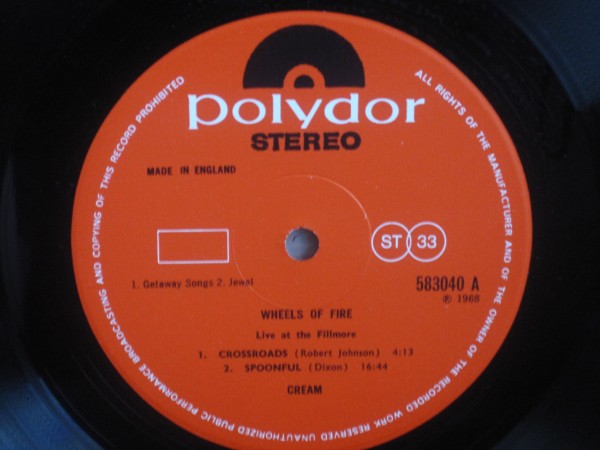 polydor
STEREO
MADE IN ENGLAND
ST 33
1. Getaway Songs 2. Jewel
583040 A
℗ 1968
WHEELS OF FIRE
Live at the Fillmore
1. CROSSROADS (Robert Johnson) 4:13
2. SPOONFUL (Dixon) 16:44
CREAM
ALL RIGHTS OF THE MANUFACTURER AND OF THE OWNER OF THE RECORDED WORK RESERVED UNAUTHORIZED PUBLIC PERFORMANCE BROADCASTING AND COPYING OF THIS RECORD PROHIBITED